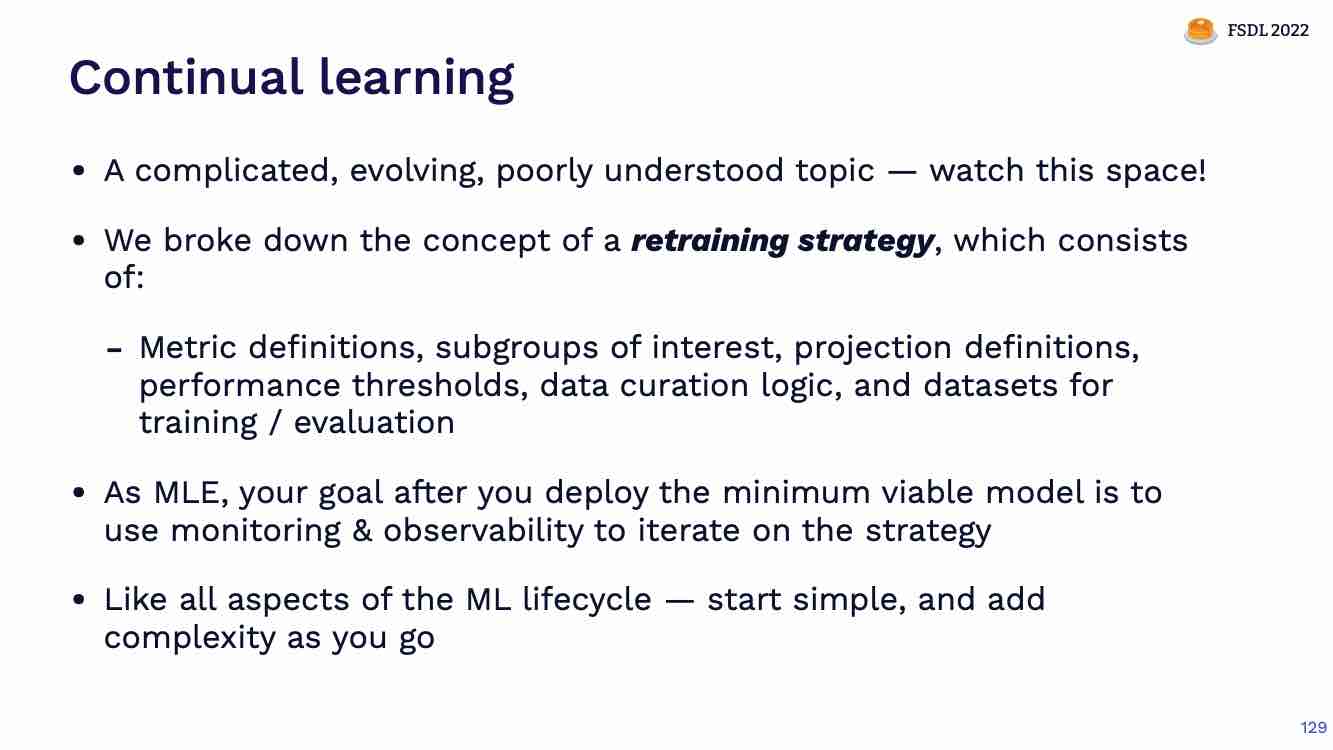 FSDL 2022
Continual learning
• A complicated, evolving, poorly understood topic — watch this space!
• We broke down the concept of a retraining strategy, which consists
of:
– Metric definitions, subgroups of interest, projection definitions,
performance thresholds, data curation logic, and datasets for
training / evaluation
• As MLE, your goal after you deploy the minimum viable model is to
use monitoring & observability to iterate on the strategy
• Like all aspects of the ML lifecycle — start simple, and add
complexity as you go
129